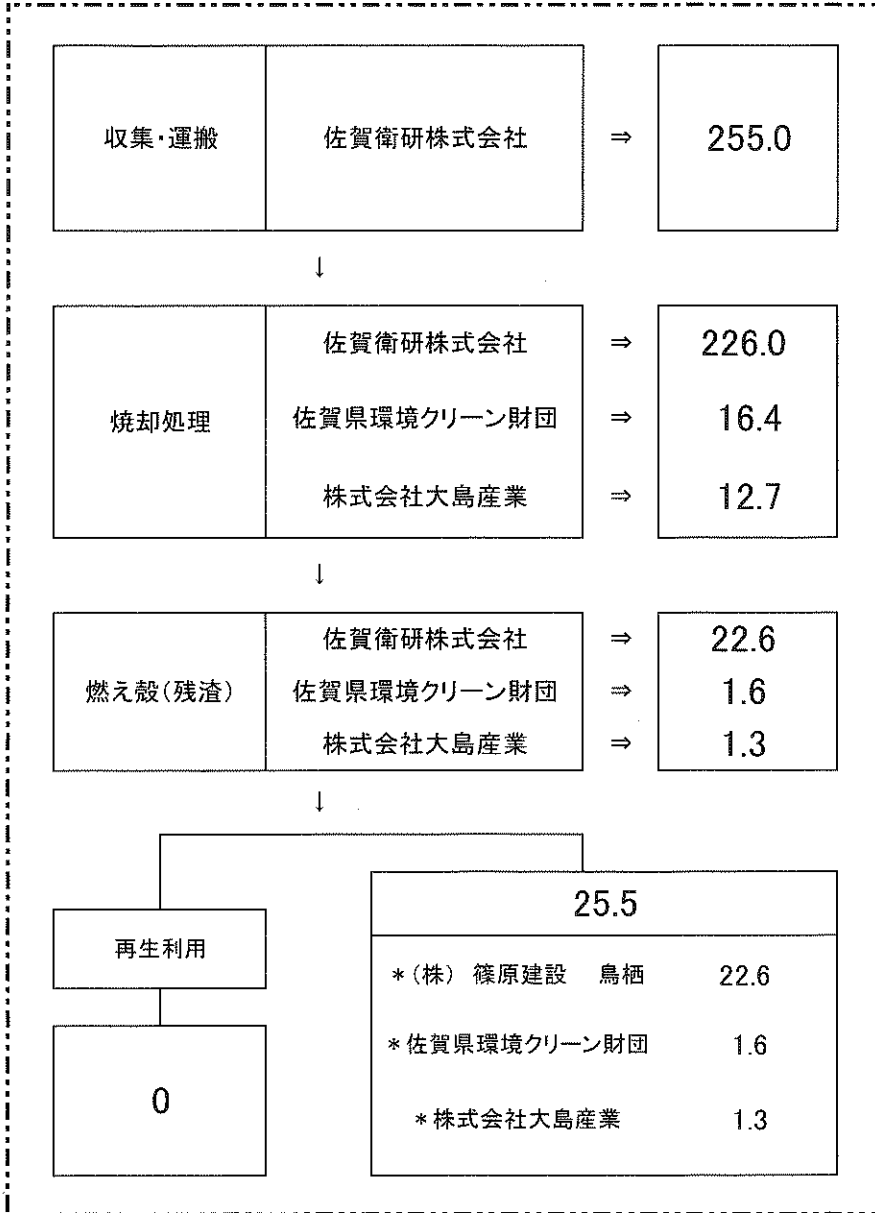 収集・運搬 佐賀衛研株式会社 ⇒ 255.0
↓
佐賀衛研株式会社 ⇒ 226.0
焼却処理 佐賀県環境クリーン財団 ⇒ 16.4
株式会社大島産業 ⇒ 12.7
↓
佐賀衛研株式会社 ⇒ 22.6
燃え殻(残渣) 佐賀県環境クリーン財団 ⇒ 1.6
株式会社大島産業 ⇒ 1.3
↓
25.5
再生利用
*(株) 篠原建設 鳥栖 22.6
*佐賀県環境クリーン財団 1.6
0
*株式会社大島産業 1.3